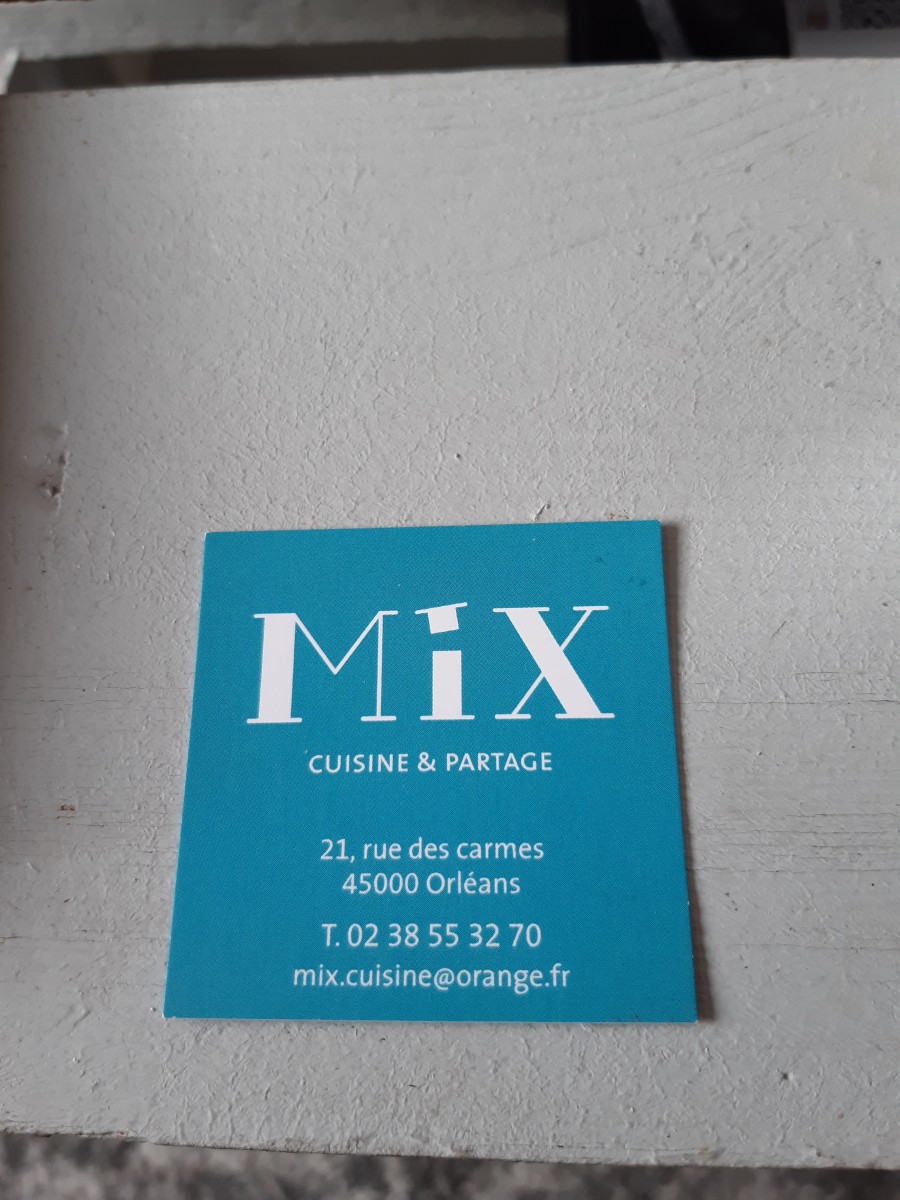 MiX
CUISINE & PARTAGE
21, rue des carmes
45000 Orléans
T. 02 38 55 32 70
mix.cuisine@orange.fr